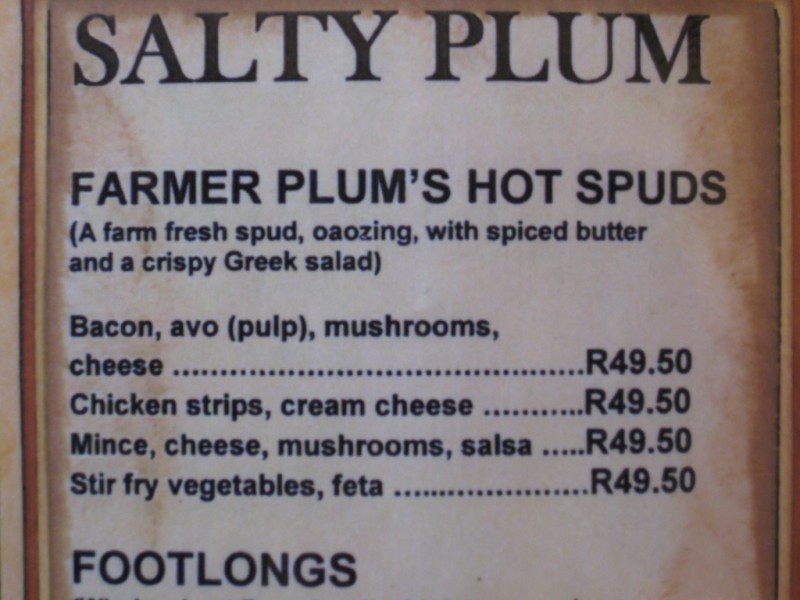 SALTY PLUM
FARMER PLUM'S HOT SPUDS
(A farm fresh spud, oaozing, with spiced butter
and a crispy Greek salad)
Bacon, avo (pulp), mushrooms,
cheese ..........................................R49.50
Chicken strips, cream cheese ...........R49.50
Mince, cheese, mushrooms, salsa .....R49.50
Stir fry vegetables, feta ....................R49.50
FOOTLONGS